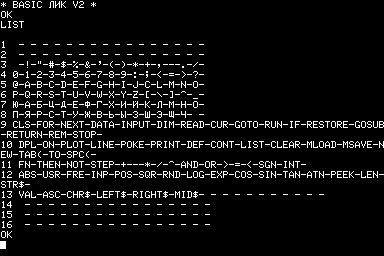 * BASIC ЛИК V2 *
OK
LIST
1 - - - - - - - - - - - - - - - -
2 - - - - - - - - - - - - - - - -
3  -!-"-#-$-%-&-'-(-)-*-+-,---.-/-
4 0-1-2-3-4-5-6-7-8-9-:-;-<-=->-?-
5 @-A-B-C-D-E-F-G-H-I-J-K-L-M-N-O-
6 P-Q-R-S-T-U-V-W-X-Y-Z-[-\-]-^-_-
7 Ю-А-Б-Ц-Д-Е-Ф-Г-Х-И-Й-К-Л-М-Н-О-
8 П-Я-Р-С-Т-У-Ж-В-Ь-Ы-З-Ш-Э-Щ-Ч- -
9 CLS-FOR-NEXT-DATA-INPUT-DIM-READ-CUR-GOTO-RUN-IF-RESTORE-GOSUB
-RETURN-REM-STOP-
10 DPL-ON-PLOT-LINE-POKE-PRINT-DEF-CONT-LIST-CLEAR-MLOAD-MSAVE-N
EW-TAB(-TO-SPC(-
11 FN-THEN-NOT-STEP-+---*-/-^-AND-OR->-=-<-SGN-INT-
12 ABS-USR-FRE-INP-POS-SQR-RND-LOG-EXP-COS-SIN-TAN-ATN-PEEK-LEN-
STR$-
13 VAL-ASC-CHR$-LEFT$-RIGHT$-MID$- - - - - - - - - - -
14 - - - - - - - - - - - - - - - -
15 - - - - - - - - - - - - - - - -
16 - - - - - - - - - - - - - - - -
OK